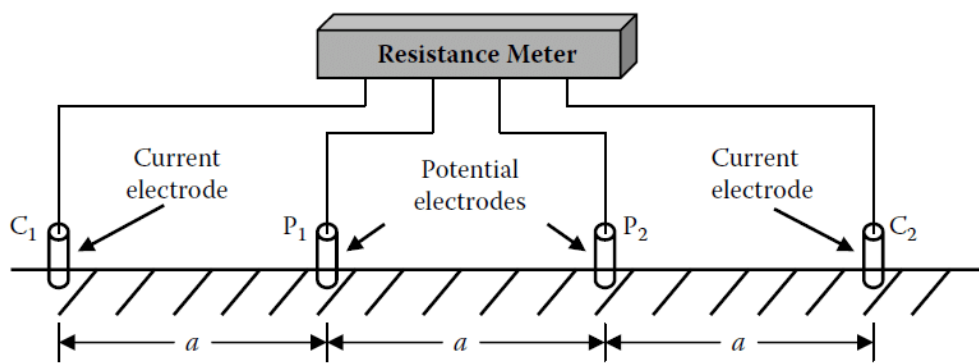 Resistance Meter
Current
electrode
Potential
electrodes
Current
electrode
C1
P1
P2
C2
a
a
a